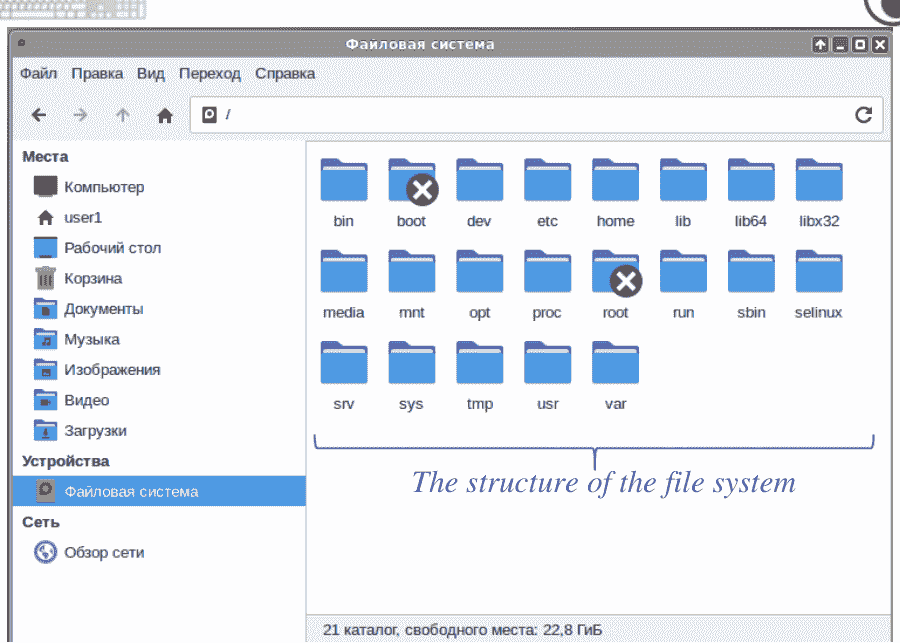 Файловая система
Файл Правка Вид Переход Справка
/
Места
Компьютер
user1
Рабочий стол
Корзина
Документы
Музыка
Изображения
Видео
Загрузки
Устройства
Файловая система
Сеть
Обзор сети
bin boot dev etc home lib lib64 libx32
media mnt opt proc root run sbin selinux
srv sys tmp usr var
The structure of the file system
21 каталог, свободного места: 22,8 ГиБ